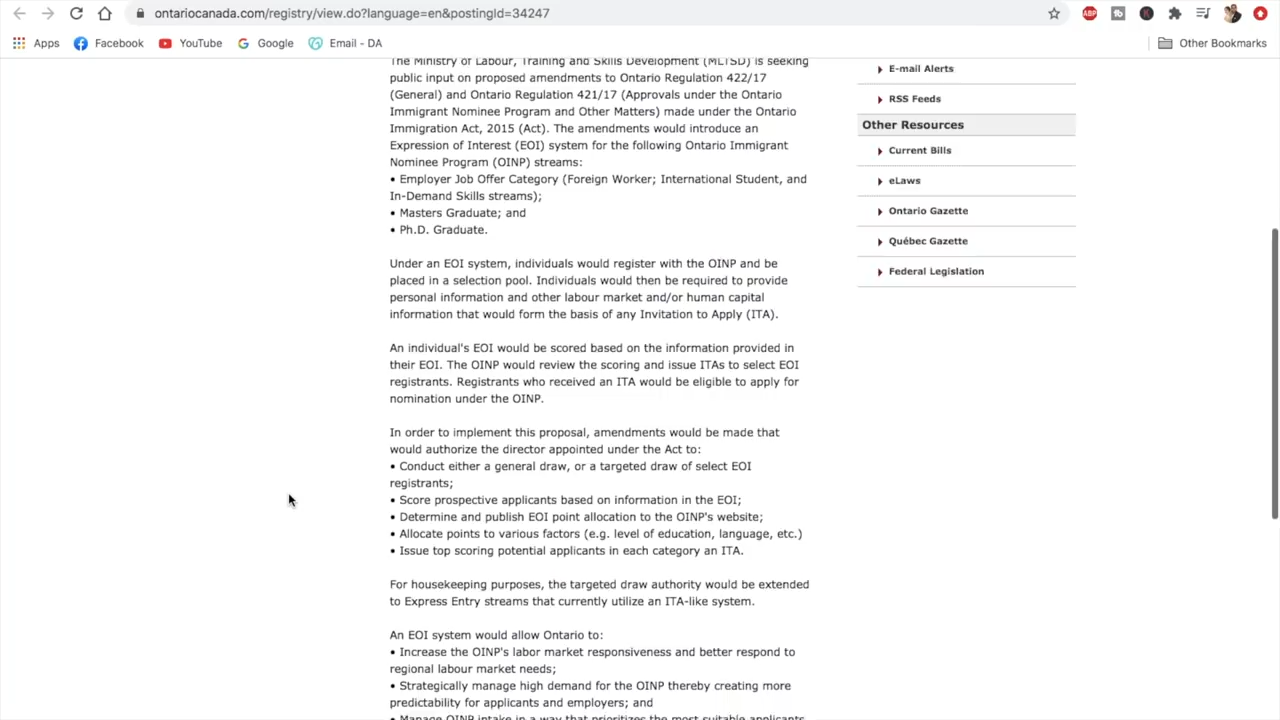 ontariocanada.com/registry/view.do?language=en&postingId=34247
ABP
Apps
Facebook
YouTube
Google
Email - DA
Other Bookmarks
The Ministry of Labour, Training and Skills Development (MLTSD) is seeking
public input on proposed amendments to Ontario Regulation 422/17
(General) and Ontario Regulation 421/17 (Approvals under the Ontario
Immigrant Nominee Program and Other Matters) made under the Ontario
Immigration Act, 2015 (Act). The amendments would introduce an
Expression of Interest (EOI) system for the following Ontario Immigrant
Nominee Program (OINP) streams:
• Employer Job Offer Category (Foreign Worker; International Student, and
In-Demand Skills streams);
• Masters Graduate; and
• Ph.D. Graduate.
Under an EOI system, individuals would register with the OINP and be
placed in a selection pool. Individuals would then be required to provide
personal information and other labour market and/or human capital
information that would form the basis of any Invitation to Apply (ITA).
An individual's EOI would be scored based on the information provided in
their EOI. The OINP would review the scoring and issue ITAs to select EOI
registrants. Registrants who received an ITA would be eligible to apply for
nomination under the OINP.
In order to implement this proposal, amendments would be made that
would authorize the director appointed under the Act to:
• Conduct either a general draw, or a targeted draw of select EOI
registrants;
• Score prospective applicants based on information in the EOI;
• Determine and publish EOI point allocation to the OINP's website;
• Allocate points to various factors (e.g. level of education, language, etc.)
• Issue top scoring potential applicants in each category an ITA.
For housekeeping purposes, the targeted draw authority would be extended
to Express Entry streams that currently utilize an ITA-like system.
An EOI system would allow Ontario to:
• Increase the OINP's labor market responsiveness and better respond to
regional labour market needs;
• Strategically manage high demand for the OINP thereby creating more
predictability for applicants and employers; and
• Manage OINP intake in a way that prioritizes the most suitable applicants
E-mail Alerts
RSS Feeds
Other Resources
Current Bills
eLaws
Ontario Gazette
Québec Gazette
Federal Legislation